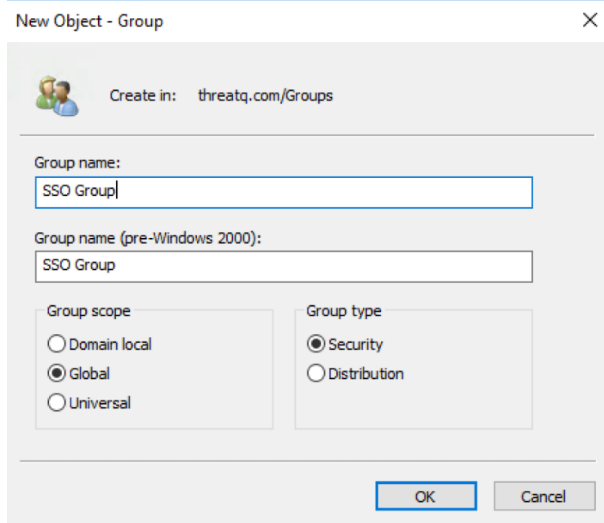 New Object - Group
Create in: threatq.com/Groups
Group name:
SSO Group
Group name (pre-Windows 2000):
SSO Group
Group scope
Domain local
Global
Universal
Group type
Security
Distribution
OK
Cancel